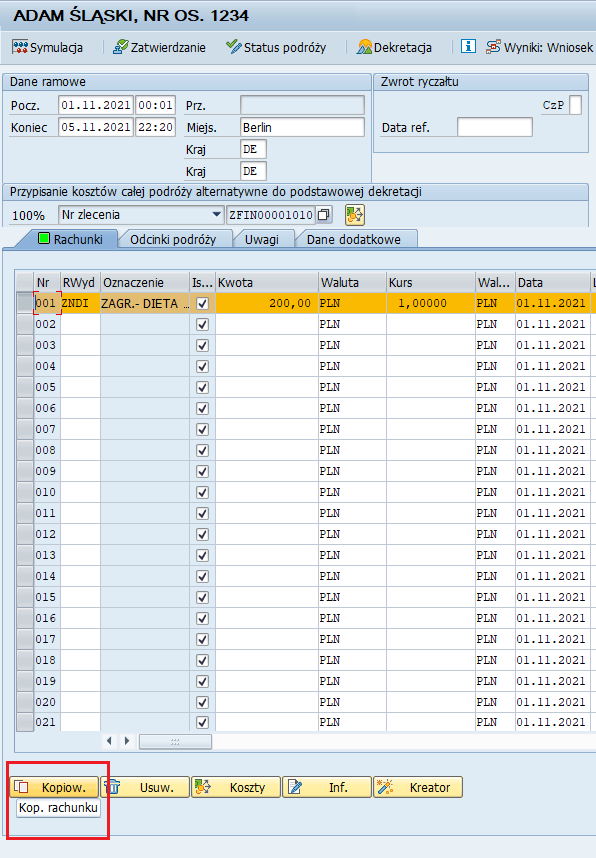 ADAM ŚLĄSKI, NR OS. 1234
Symulacja Zatwierdzanie Status podróży Dekretacja Wyniki: Wniosek
Dane ramowe Zwrot ryczałtu
Pocz. 01.11.2021 00:01 Prz. CzP
Koniec 05.11.2021 22:20 Miejs. Berlin Data ref.
Kraj DE
Kraj DE
Przypisanie kosztów całej podróży alternatywne do podstawowej dekretacji
100% Nr zlecenia ZFIN00001010
Rachunki Odcinki podróży Uwagi Dane dodatkowe
Nr RWyd Oznaczenie Is... Kwota Waluta Kurs Wal... Data
001 ZNDI ZAGR.- DIETA ... 200,00 PLN 1,00000 PLN 01.11.2021
002 PLN PLN 01.11.2021
003 PLN PLN 01.11.2021
004 PLN PLN 01.11.2021
005 PLN PLN 01.11.2021
006 PLN PLN 01.11.2021
007 PLN PLN 01.11.2021
008 PLN PLN 01.11.2021
009 PLN PLN 01.11.2021
010 PLN PLN 01.11.2021
011 PLN PLN 01.11.2021
012 PLN PLN 01.11.2021
013 PLN PLN 01.11.2021
014 PLN PLN 01.11.2021
015 PLN PLN 01.11.2021
016 PLN PLN 01.11.2021
017 PLN PLN 01.11.2021
018 PLN PLN 01.11.2021
019 PLN PLN 01.11.2021
020 PLN PLN 01.11.2021
021 PLN PLN 01.11.2021
Kopiow. Usuw. Koszty Inf. Kreator
Kop. rachunku